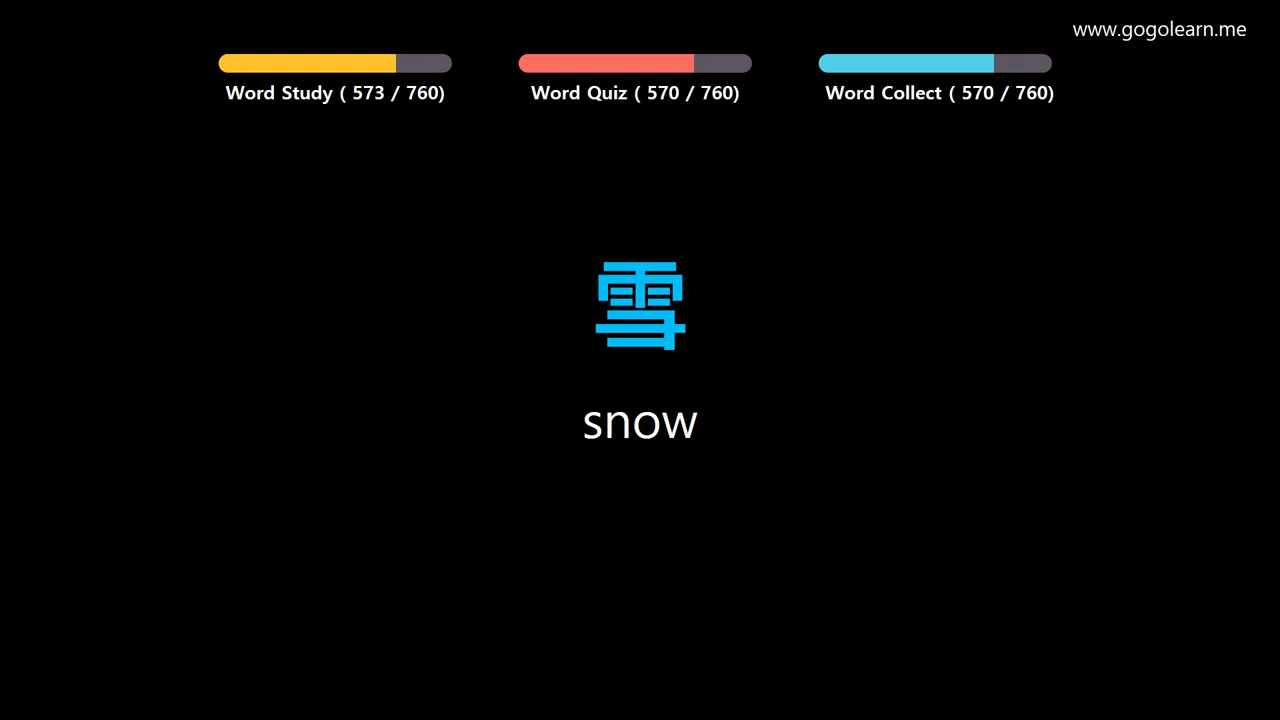 www.gogolearn.me
Word Study ( 573 / 760)
Word Quiz ( 570 / 760)
Word Collect ( 570 / 760)
雪
snow